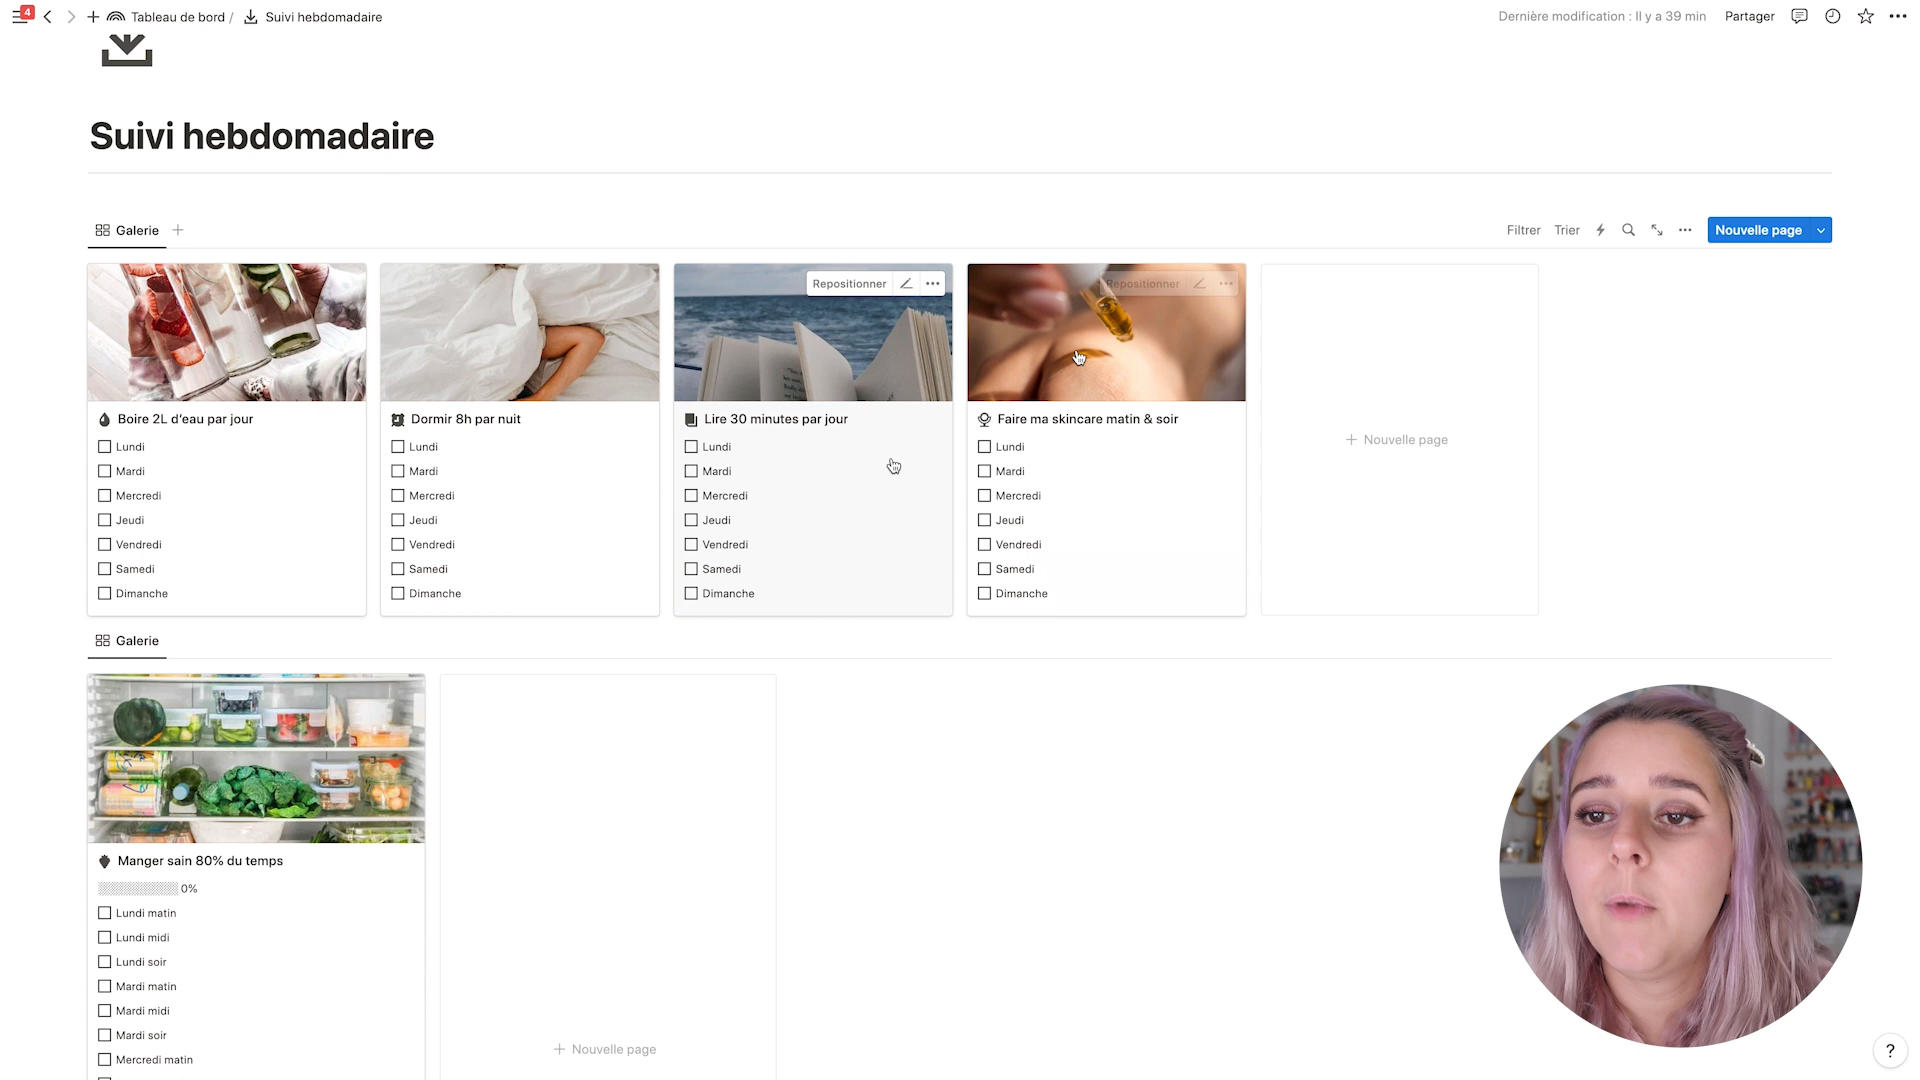 4
Tableau de bord / Suivi hebdomadaire
Dernière modification : Il y a 39 min
Partager
Suivi hebdomadaire
Galerie
Filtrer
Trier
Nouvelle page
Repositionner
Repositionner
Boire 2L d'eau par jour
Lundi
Mardi
Mercredi
Jeudi
Vendredi
Samedi
Dimanche
Dormir 8h par nuit
Lundi
Mardi
Mercredi
Jeudi
Vendredi
Samedi
Dimanche
Lire 30 minutes par jour
Lundi
Mardi
Mercredi
Jeudi
Vendredi
Samedi
Dimanche
Faire ma skincare matin & soir
Lundi
Mardi
Mercredi
Jeudi
Vendredi
Samedi
Dimanche
+ Nouvelle page
Galerie
Manger sain 80% du temps
0%
Lundi matin
Lundi midi
Lundi soir
Mardi matin
Mardi midi
Mardi soir
Mercredi matin
+ Nouvelle page
?